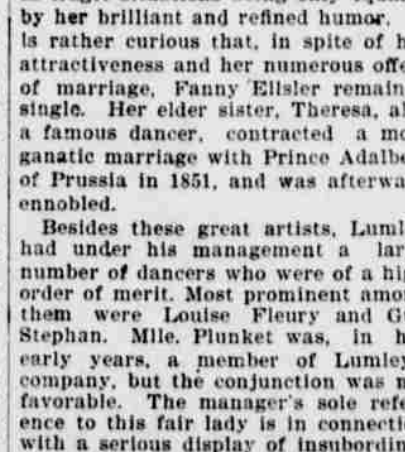 by her brilliant and refined humor.
is rather curious that, in spite of h
attractiveness and her numerous offe
of marriage, Fanny Ellsler remain
single. Her elder sister, Theresa, al
a famous dancer, contracted a mo
ganatic marriage with Prince Adalbe
of Prussia in 1851, and was afterwa
ennobled.
Besides these great artists, Luml
had under his management a lar
number of dancers who were of a hig
order of merit. Most prominent amon
them were Louise Fleury and G
Stephan. Mlle. Plunket was, in h
early years, a member of Lumley
company, but the conjunction was n
favorable. The manager's sole refe
ence to this fair lady is in connecti
with a serious display of insubordin